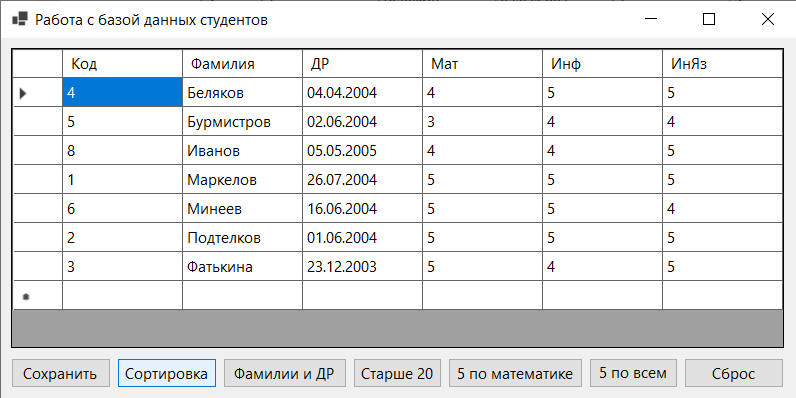 Работа с базой данных студентов
Код Фамилия ДР Мат Инф ИнЯз
4 Беляков 04.04.2004 4 5 5
5 Бурмистров 02.06.2004 3 4 4
8 Иванов 05.05.2005 4 4 5
1 Маркелов 26.07.2004 5 5 5
6 Минеев 16.06.2004 5 5 4
2 Подтелков 01.06.2004 5 5 5
3 Фатькина 23.12.2003 5 4 5
Сохранить Сортировка Фамилии и ДР Старше 20 5 по математике 5 по всем Сброс